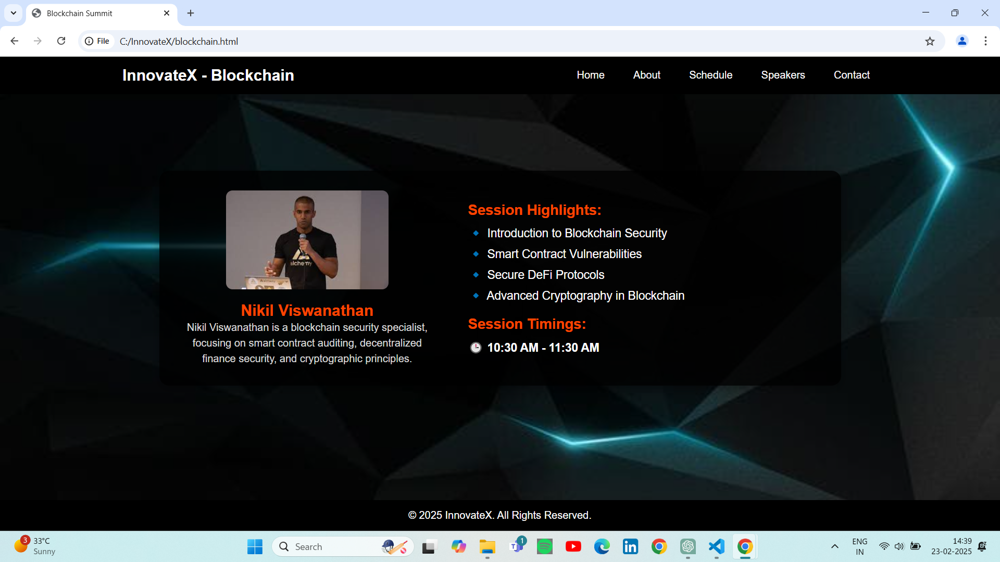 Blockchain Summit
File
C:/InnovateX/blockchain.html
InnovateX - Blockchain
Home
About
Schedule
Speakers
Contact
alchemy
Nikil Viswanathan
Nikil Viswanathan is a blockchain security specialist,
focusing on smart contract auditing, decentralized
finance security, and cryptographic principles.
Session Highlights:
Introduction to Blockchain Security
Smart Contract Vulnerabilities
Secure DeFi Protocols
Advanced Cryptography in Blockchain
Session Timings:
10:30 AM - 11:30 AM
© 2025 InnovateX. All Rights Reserved.
3
33°C
Sunny
Search
1
ENG
IN
14:39
23-02-2025